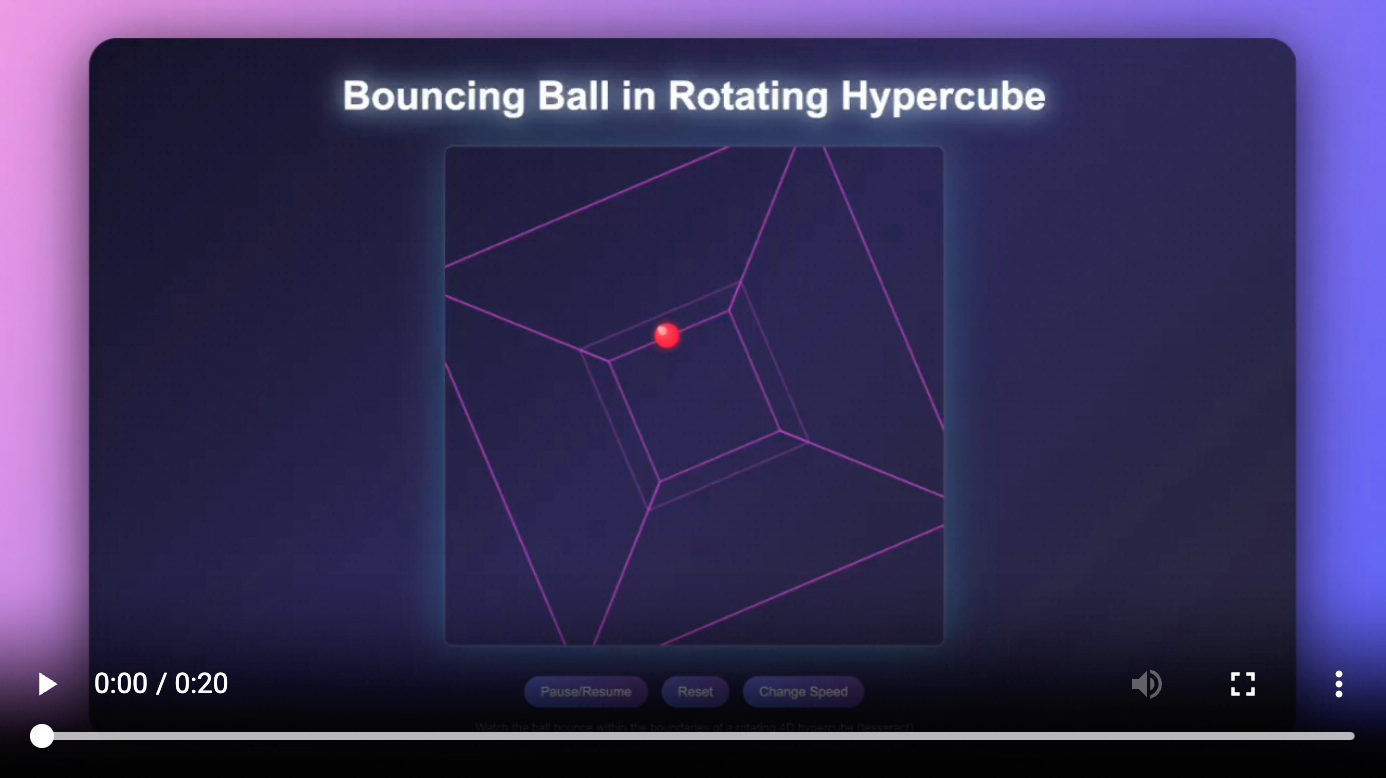 Bouncing Ball in Rotating Hypercube
Pause/Resume Reset Change Speed
Watch the ball bounce within the boundaries of a rotating 4D hypercube (tesseract)
0:00 / 0:20